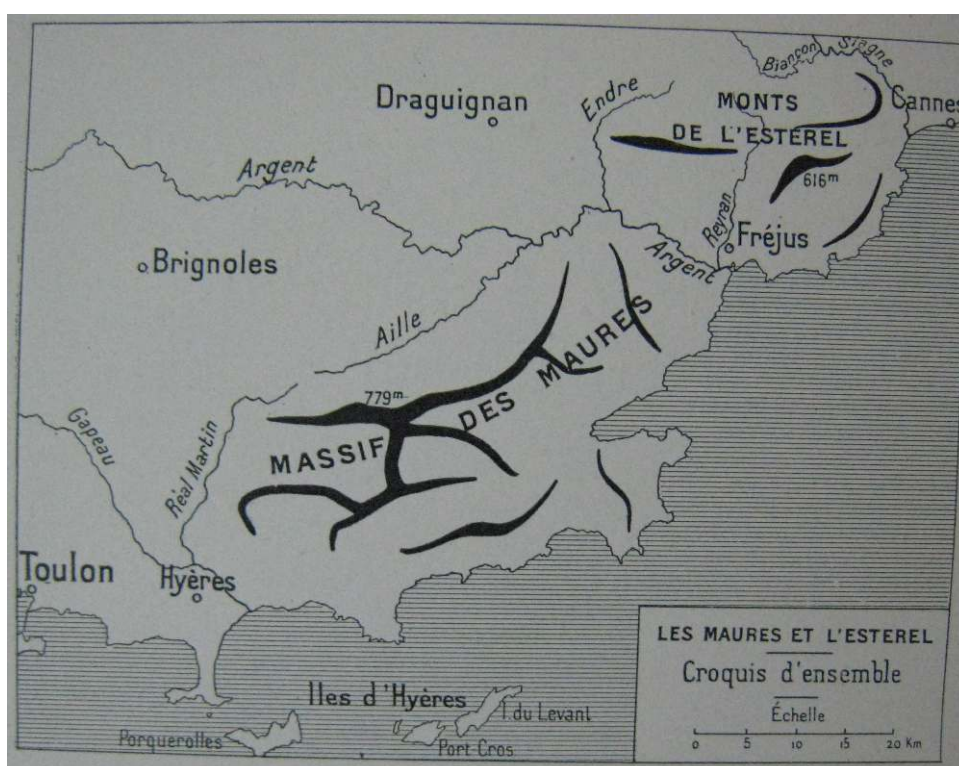 Biançon
Siagne
Endre
MONTS
DE L'ESTEREL
Cannes
Draguignan
616m
Argent
Reyran
Fréjus
Argent
Brignoles
Aille
779m
MASSIF DES MAURES
Gapeau
Réal Martin
Toulon
Hyères
Iles d'Hyères
I. du Levant
Porquerolles
Port Cros
LES MAURES ET L'ESTEREL
Croquis d'ensemble
Échelle
0 5 10 15 20 Km